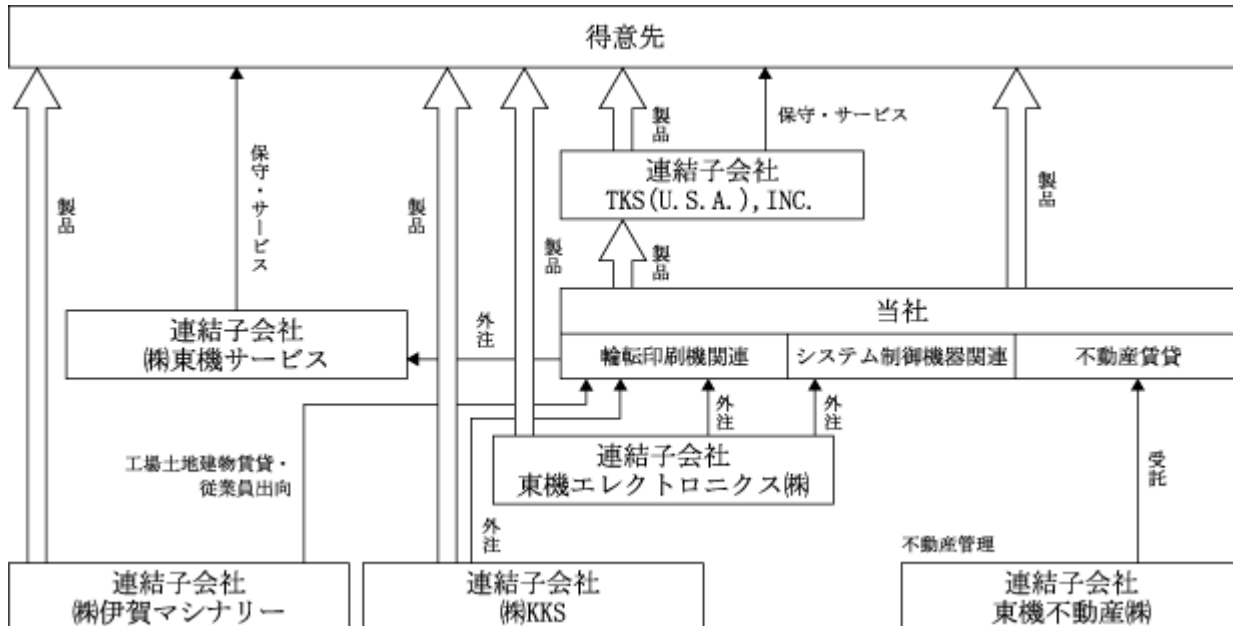 得意先
製品
保守・サービス
製品
製品
製品
保守・サービス
製品
連結子会社
TKS(U.S.A.), INC.
製品
連結子会社
㈱東機サービス
外注
当社
輪転印刷機関連
システム制御機器関連
不動産賃貸
外注
外注
工場土地建物賃貸・
従業員出向
連結子会社
東機エレクトロニクス㈱
受託
外注
不動産管理
連結子会社
㈱伊賀マシナリー
連結子会社
㈱KKS
連結子会社
東機不動産㈱